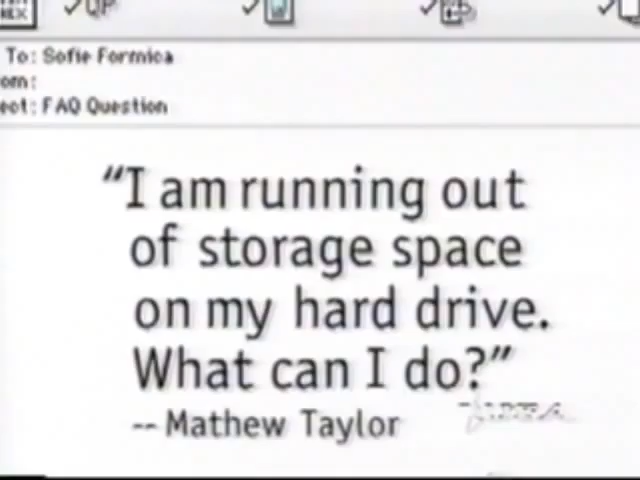 QP
To: Sofie Formica
om:
ect: FAQ Question
“I am running out
of storage space
on my hard drive.
What can I do?”
-- Mathew Taylor